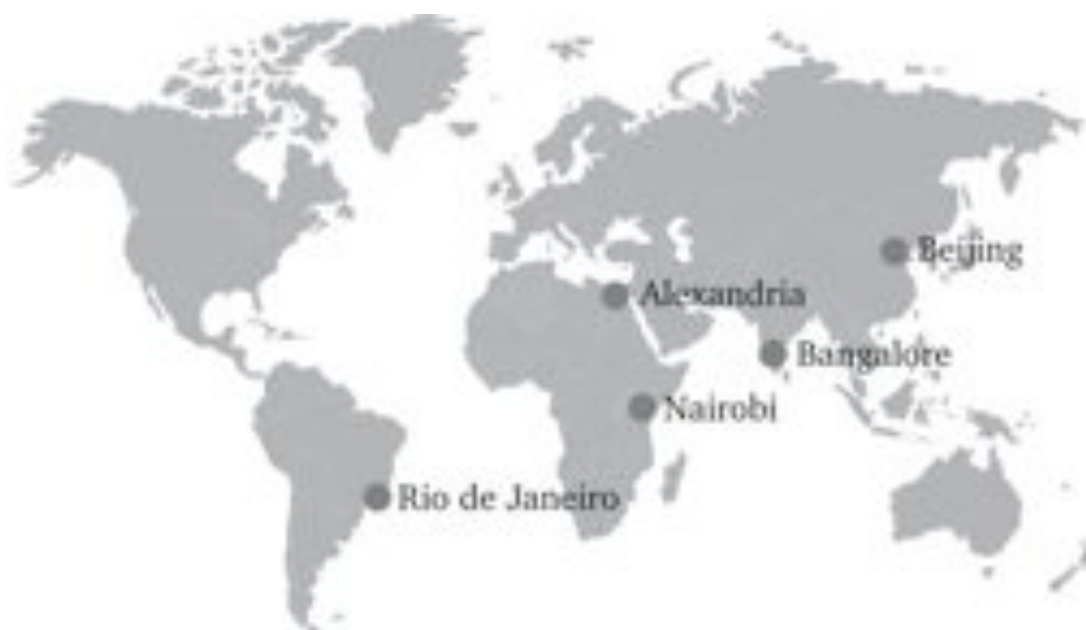 Beijing
Alexandria
Bangalore
Nairobi
Rio de Janeiro